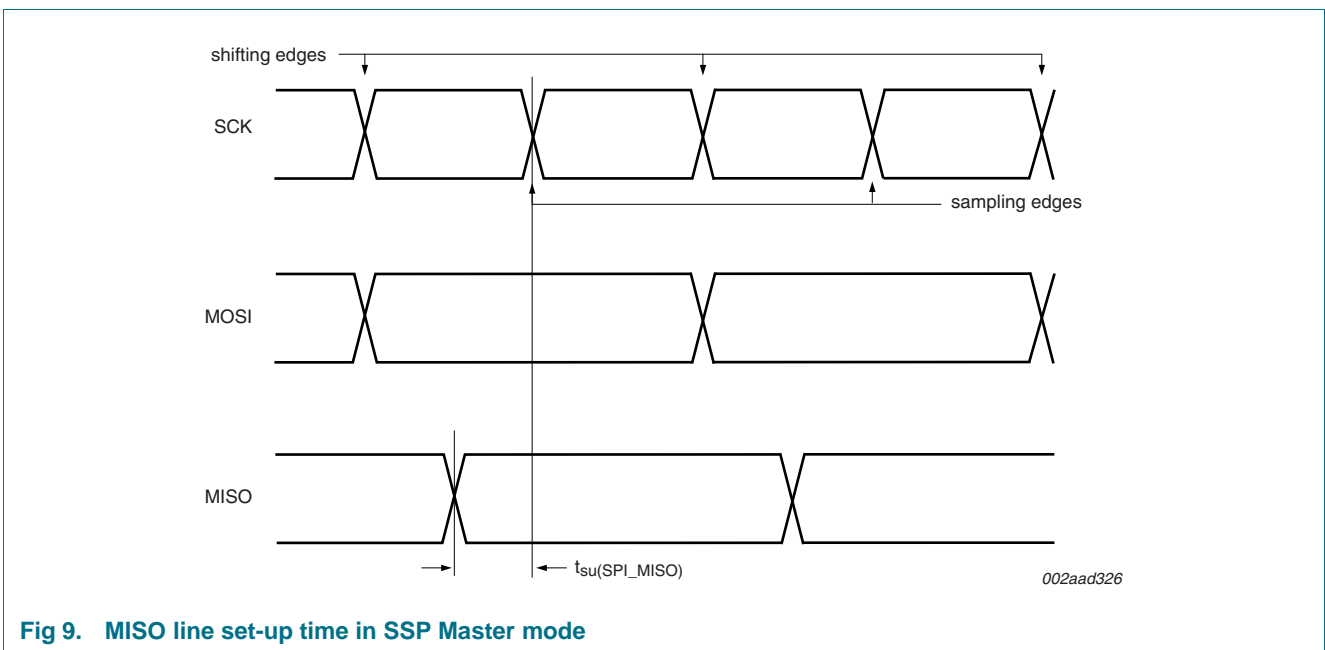 shifting edges
SCK
sampling edges
MOSI
MISO
tsu(SPI_MISO)
002aad326
Fig 9. MISO line set-up time in SSP Master mode